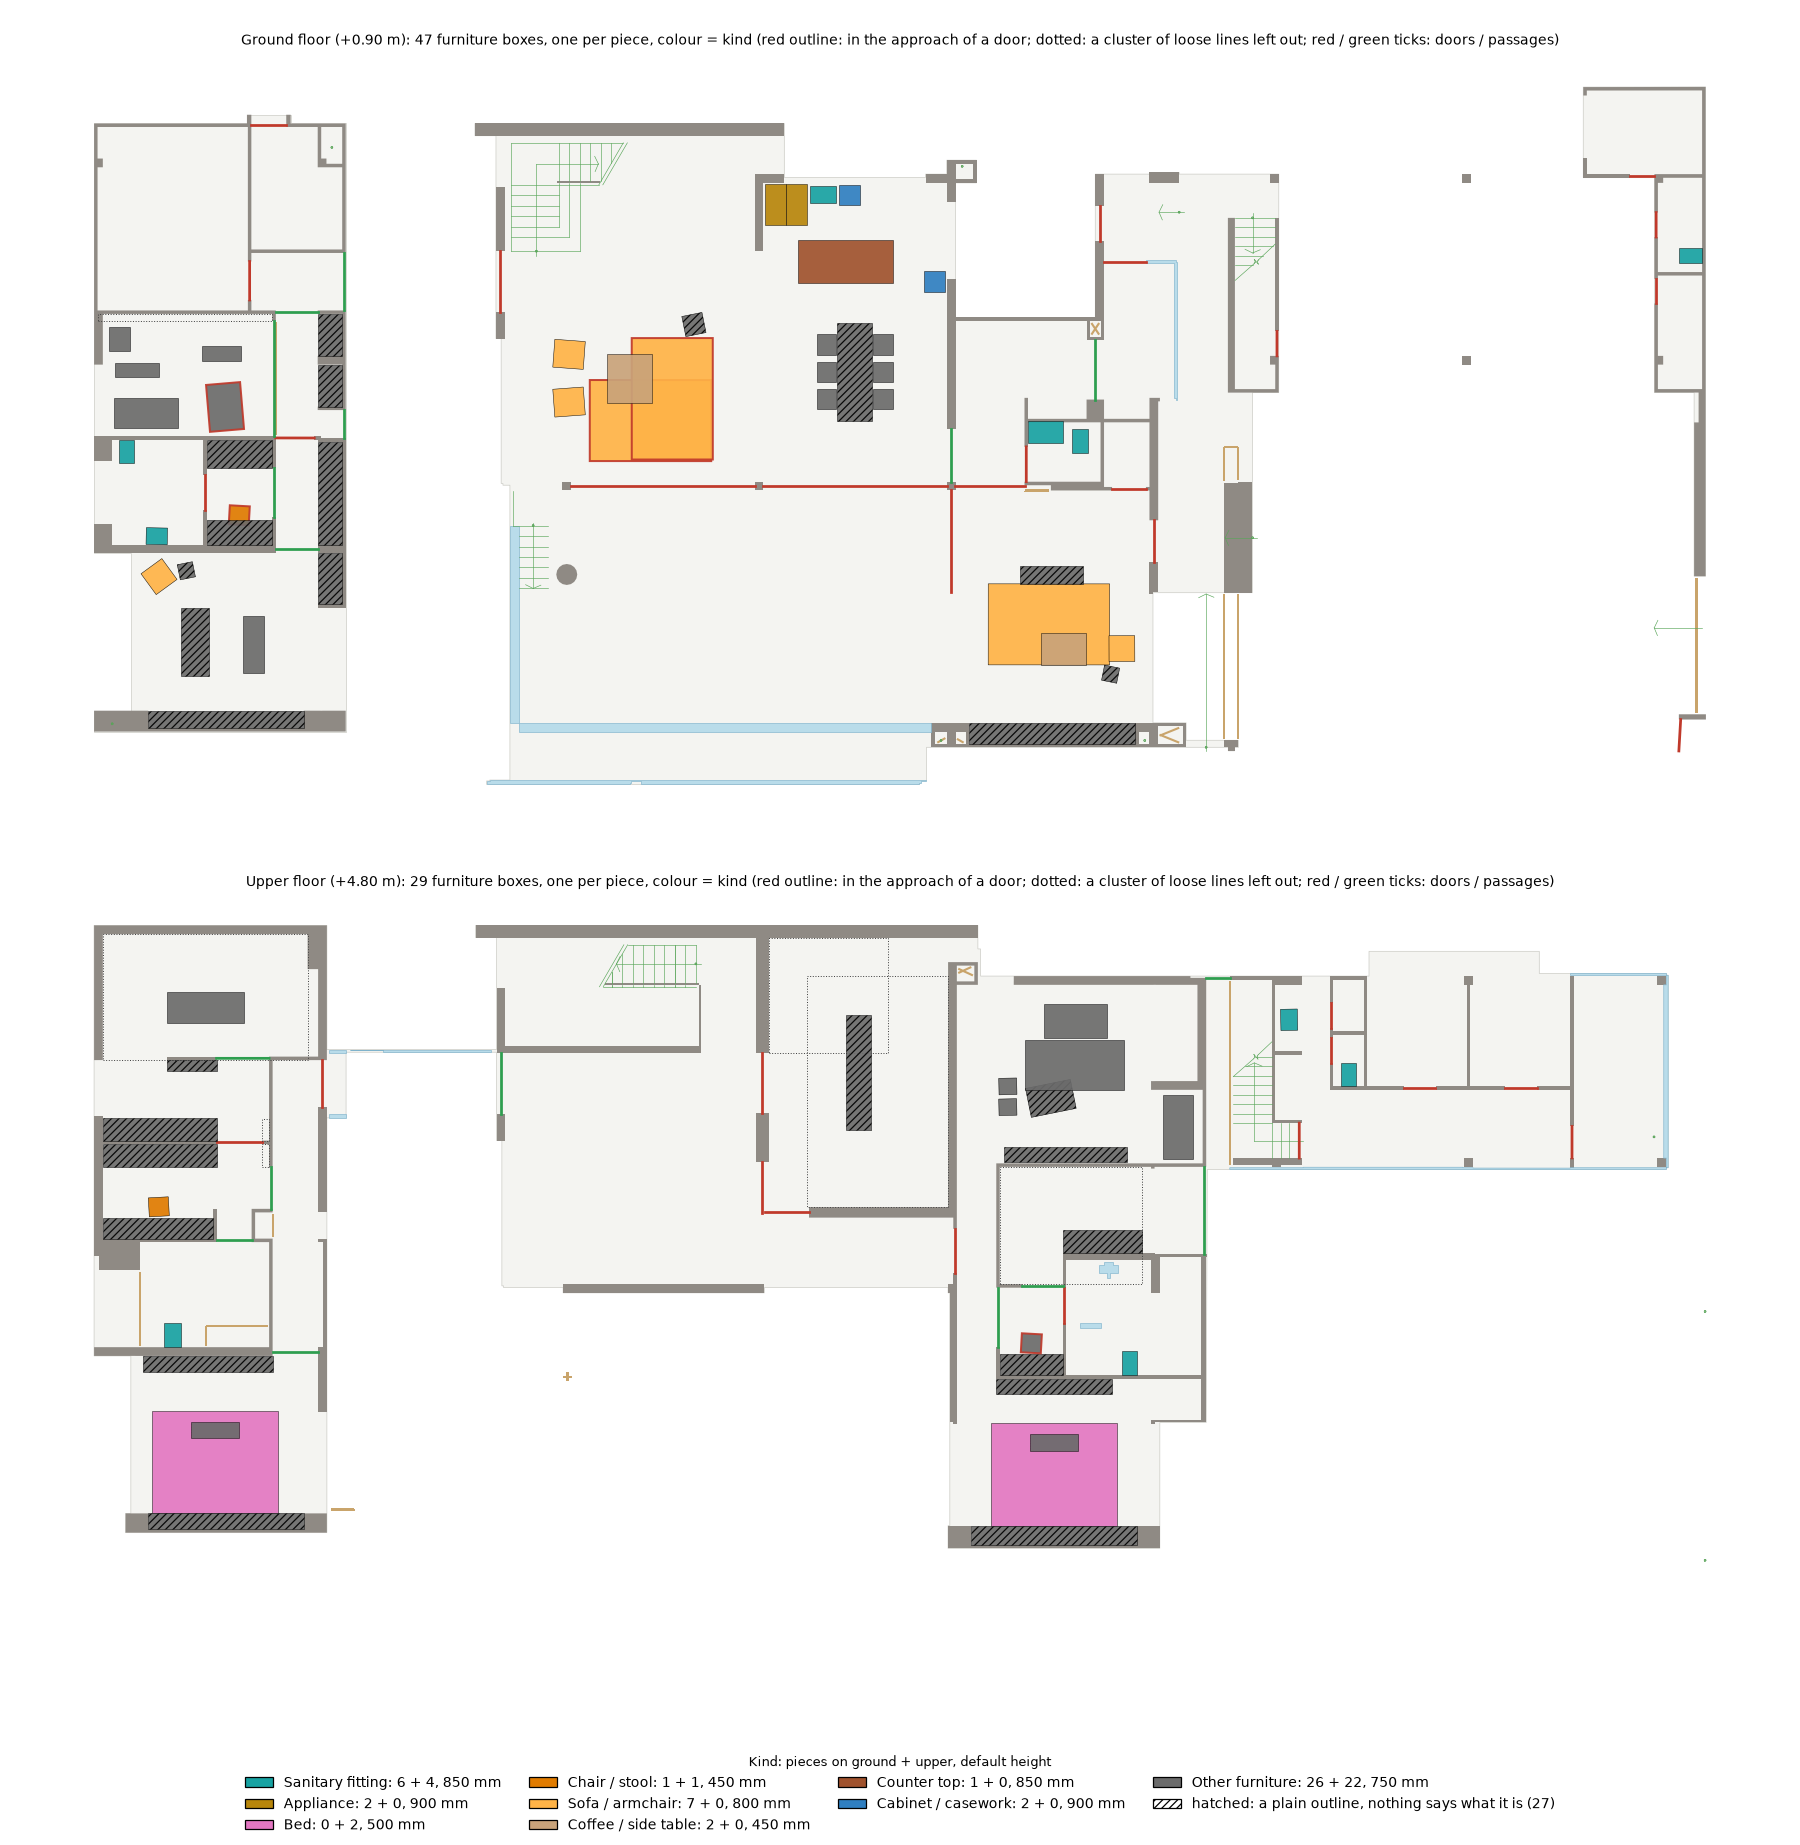 Ground floor (+0.90 m): 47 furniture boxes, one per piece, colour = kind (red outline: in the approach of a door; dotted: a cluster of loose lines left out; red / green ticks: doors / passages)
Upper floor (+4.80 m): 29 furniture boxes, one per piece, colour = kind (red outline: in the approach of a door; dotted: a cluster of loose lines left out; red / green ticks: doors / passages)
Kind: pieces on ground + upper, default height
Sanitary fitting: 6 + 4, 850 mm
Appliance: 2 + 0, 900 mm
Bed: 0 + 2, 500 mm
Chair / stool: 1 + 1, 450 mm
Sofa / armchair: 7 + 0, 800 mm
Coffee / side table: 2 + 0, 450 mm
Counter top: 1 + 0, 850 mm
Cabinet / casework: 2 + 0, 900 mm
Other furniture: 26 + 22, 750 mm
hatched: a plain outline, nothing says what it is (27)